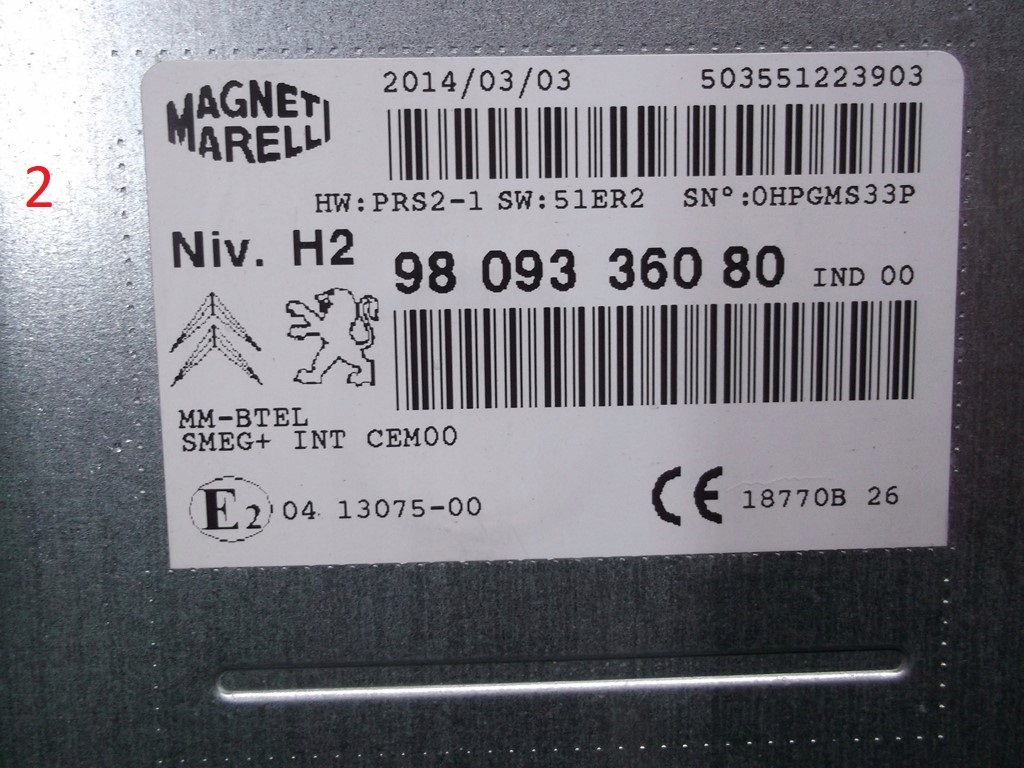 2
MAGNETI
MARELLI
2014/03/03 503551223903
HW:PRS2-1 SW:51ER2 SN°:0HPGMS33P
Niv. H2
98 093 360 80 IND 00
MM-BTEL
SMEG+ INT CEM00
E2 04 13075-00
CE 18770B 26